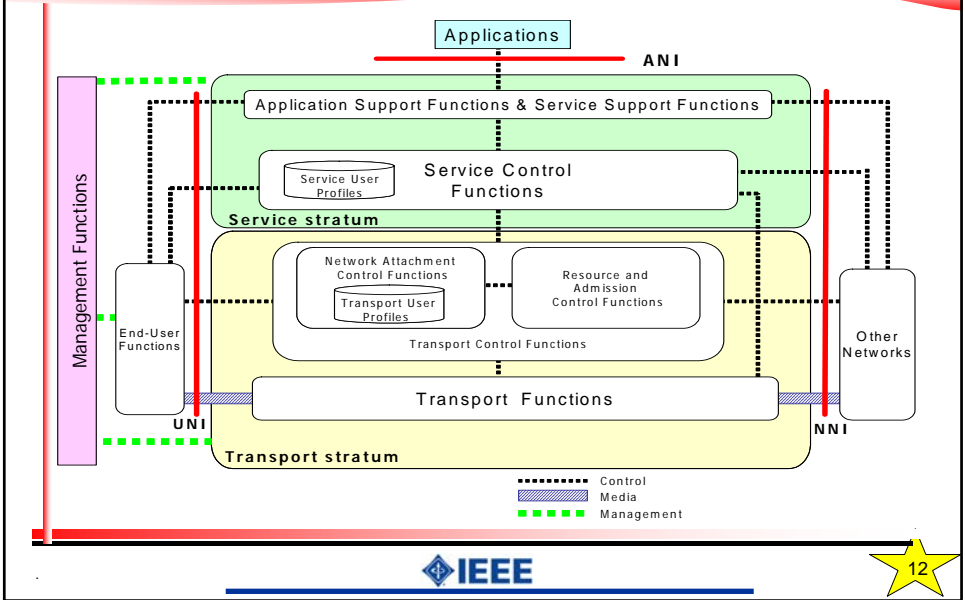 Applications
ANI
Application Support Functions & Service Support Functions
Management Functions
Service User
Profiles
Service Control
Functions
Service stratum
Network Attachment
Control Functions
Transport User
Profiles
Resource and
Admission
Control Functions
Transport Control Functions
End-User
Functions
Other
Networks
Transport Functions
UNI
NNI
Transport stratum
Control
Media
Management
IEEE
12